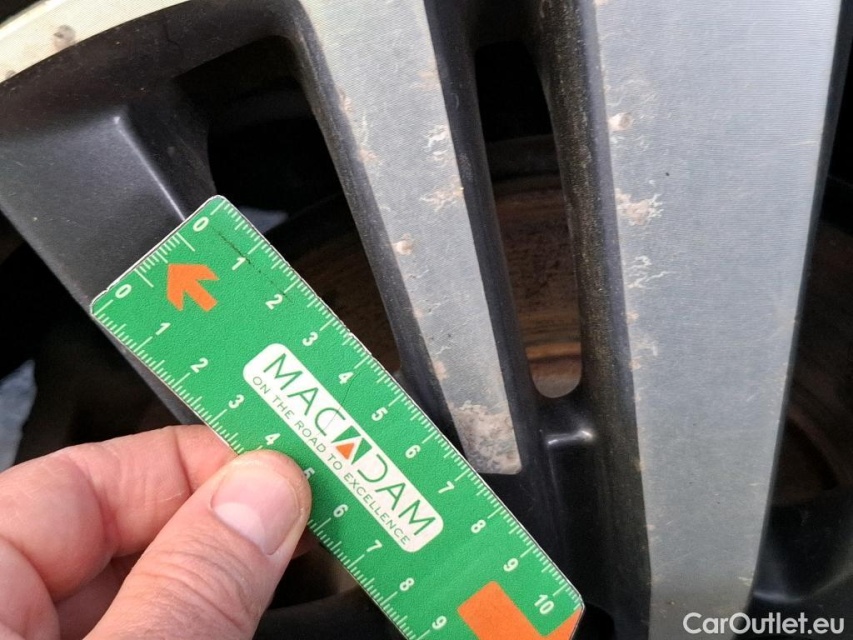 0 1 2 3 4 5 6 7 8 9 10
0 1 2 3 4 5 6 7 8 9
MACADAM
ON THE ROAD TO EXCELLENCE
CarOutlet.eu